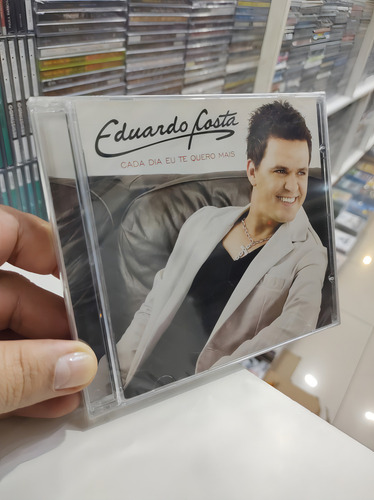 Eduardo Costa
CADA DIA EU TE QUERO MAIS